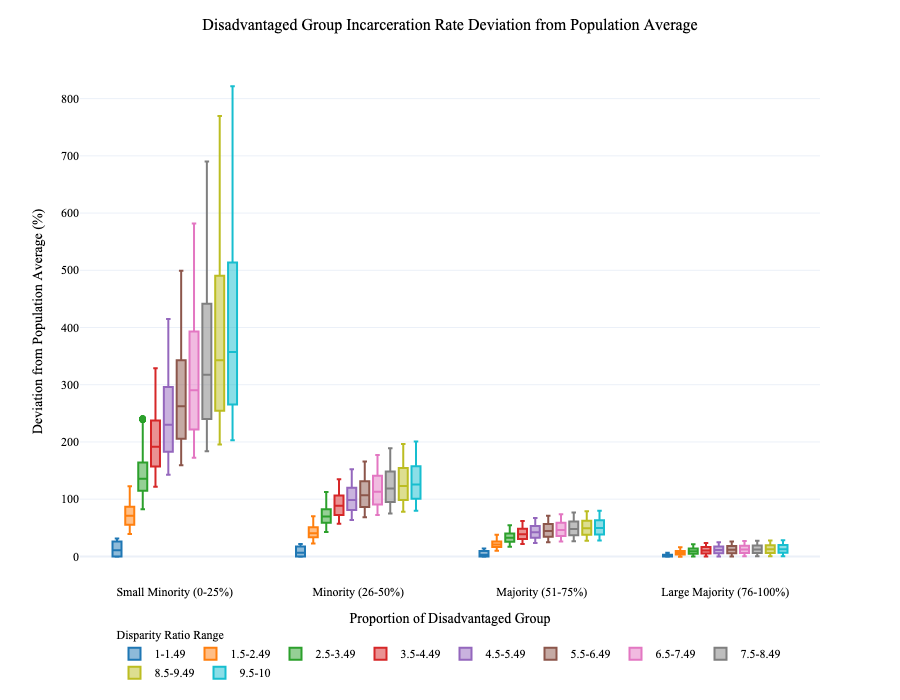 Disadvantaged Group Incarceration Rate Deviation from Population Average
Deviation from Population Average (%)
800
700
600
500
400
300
200
100
0
Small Minority (0-25%) Minority (26-50%) Majority (51-75%) Large Majority (76-100%)
Proportion of Disadvantaged Group
Disparity Ratio Range
1-1.49 1.5-2.49 2.5-3.49 3.5-4.49 4.5-5.49 5.5-6.49 6.5-7.49 7.5-8.49
8.5-9.49 9.5-10